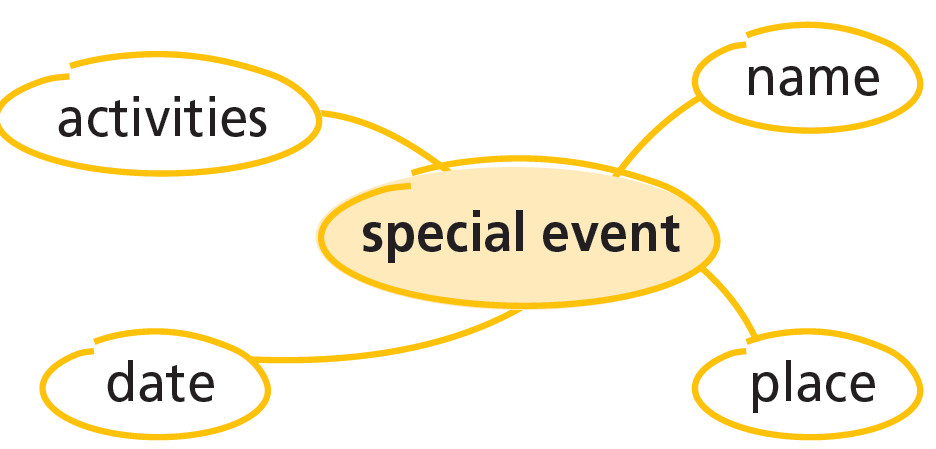 name
activities
special event
date
place